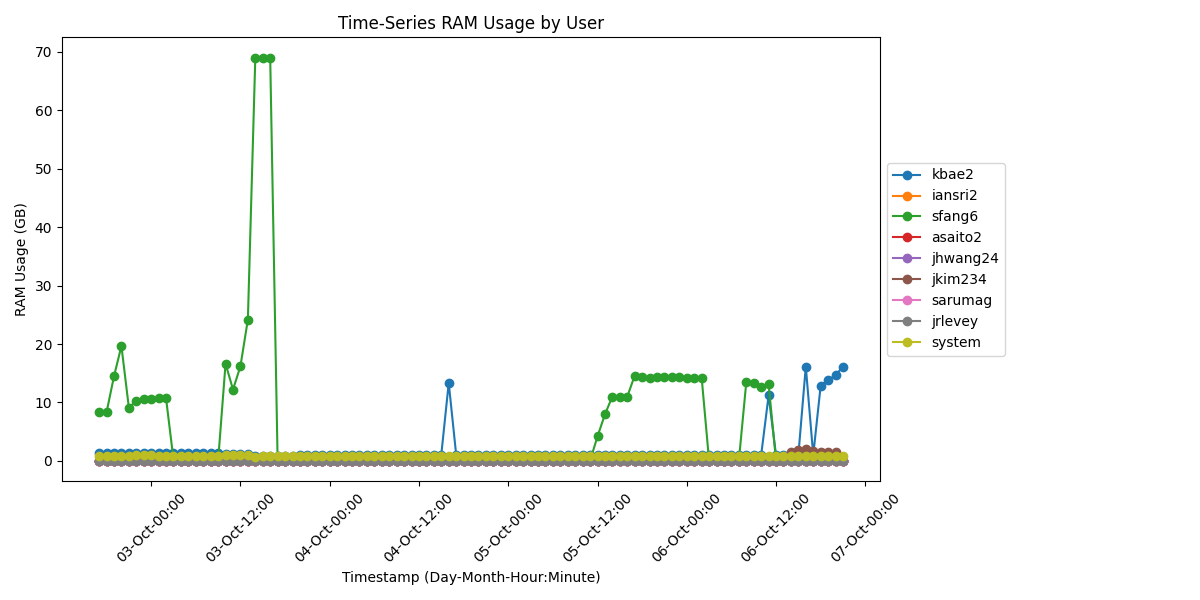 Time-Series RAM Usage by User
RAM Usage (GB)
70
60
50
40
30
20
10
0
03-Oct-00:00
03-Oct-12:00
04-Oct-00:00
04-Oct-12:00
05-Oct-00:00
05-Oct-12:00
06-Oct-00:00
06-Oct-12:00
07-Oct-00:00
Timestamp (Day-Month-Hour:Minute)
kbae2
iansri2
sfang6
asaito2
jhwang24
jkim234
sarumag
jrlevey
system